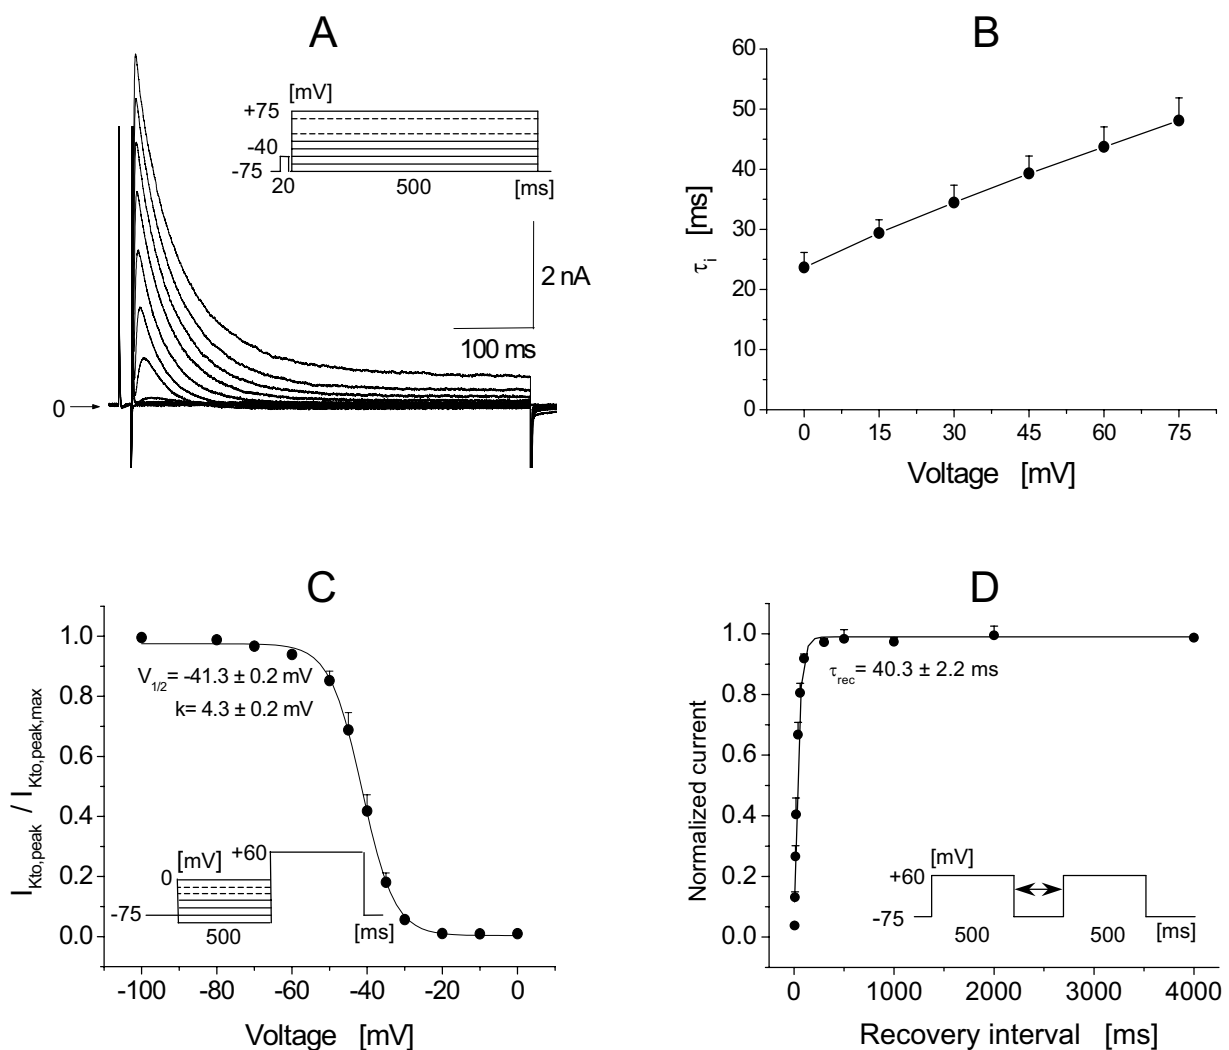 A
[mV]
+75
-40
-75
20
500
[ms]
2 nA
100 ms
0
B
60
50
40
30
20
10
0
τi [ms]
0 15 30 45 60 75
Voltage [mV]
C
1.0
0.8
0.6
0.4
0.2
0.0
IKto,peak / IKto,peak,max
V1/2= -41.3 ± 0.2 mV
k= 4.3 ± 0.2 mV
[mV]
0
+60
-75
500
[ms]
-100 -80 -60 -40 -20 0
Voltage [mV]
D
1.0
0.8
0.6
0.4
0.2
0.0
Normalized current
τrec= 40.3 ± 2.2 ms
[mV]
+60
-75
500
500
[ms]
0 1000 2000 3000 4000
Recovery interval [ms]